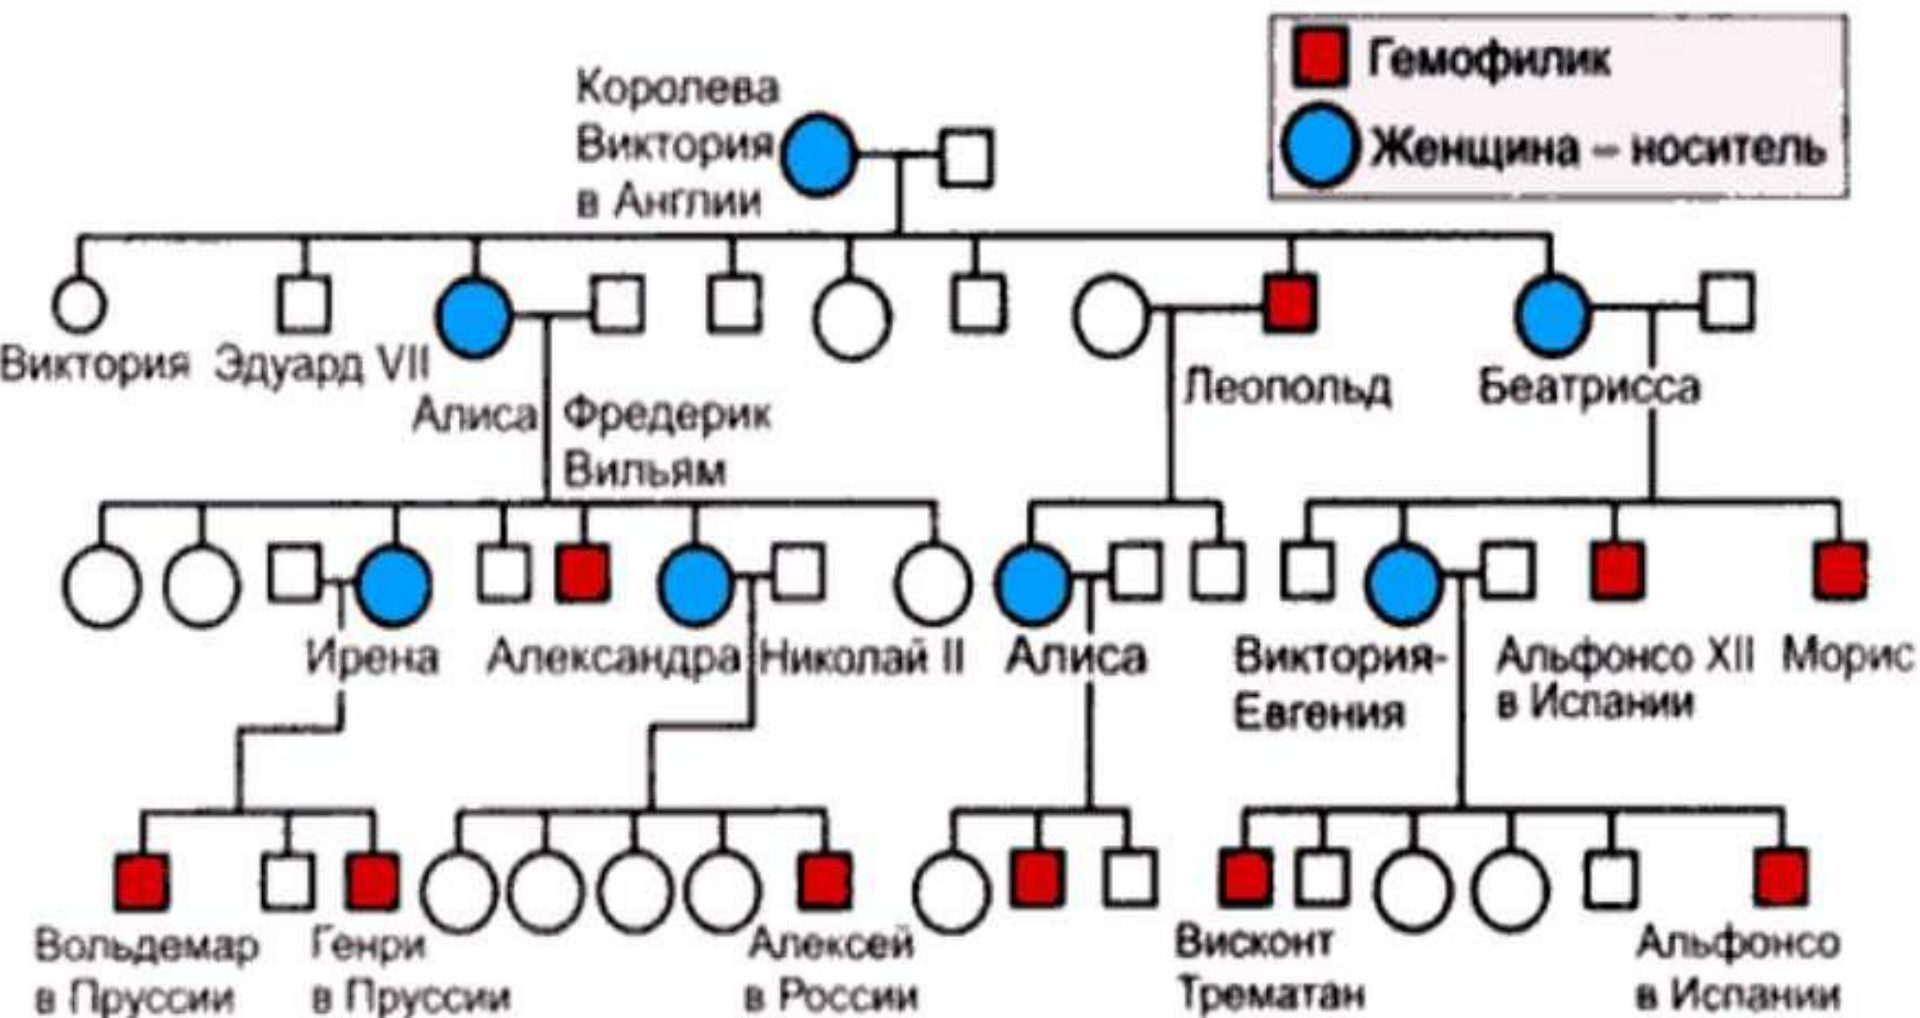 Гемофилик
Женщина – носитель
Королева
Виктория
в Англии
Виктория
Эдуард VII
Алиса
Фредерик
Вильям
Леопольд
Беатрисса
Ирена
Александра
Николай II
Алиса
Виктория-
Евгения
Альфонсо XII
в Испании
Морис
Вольдемар
в Пруссии
Генри
в Пруссии
Алексей
в России
Висконт
Трематан
Альфонсо
в Испании